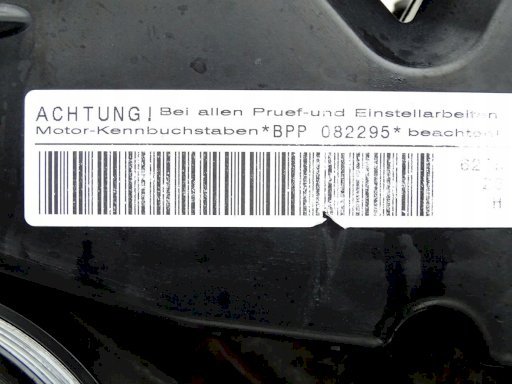 ACHTUNG! Bei allen Pruef-und Einstellarbeiten
Motor-Kennbuchstaben *BPP 082295* beachten!